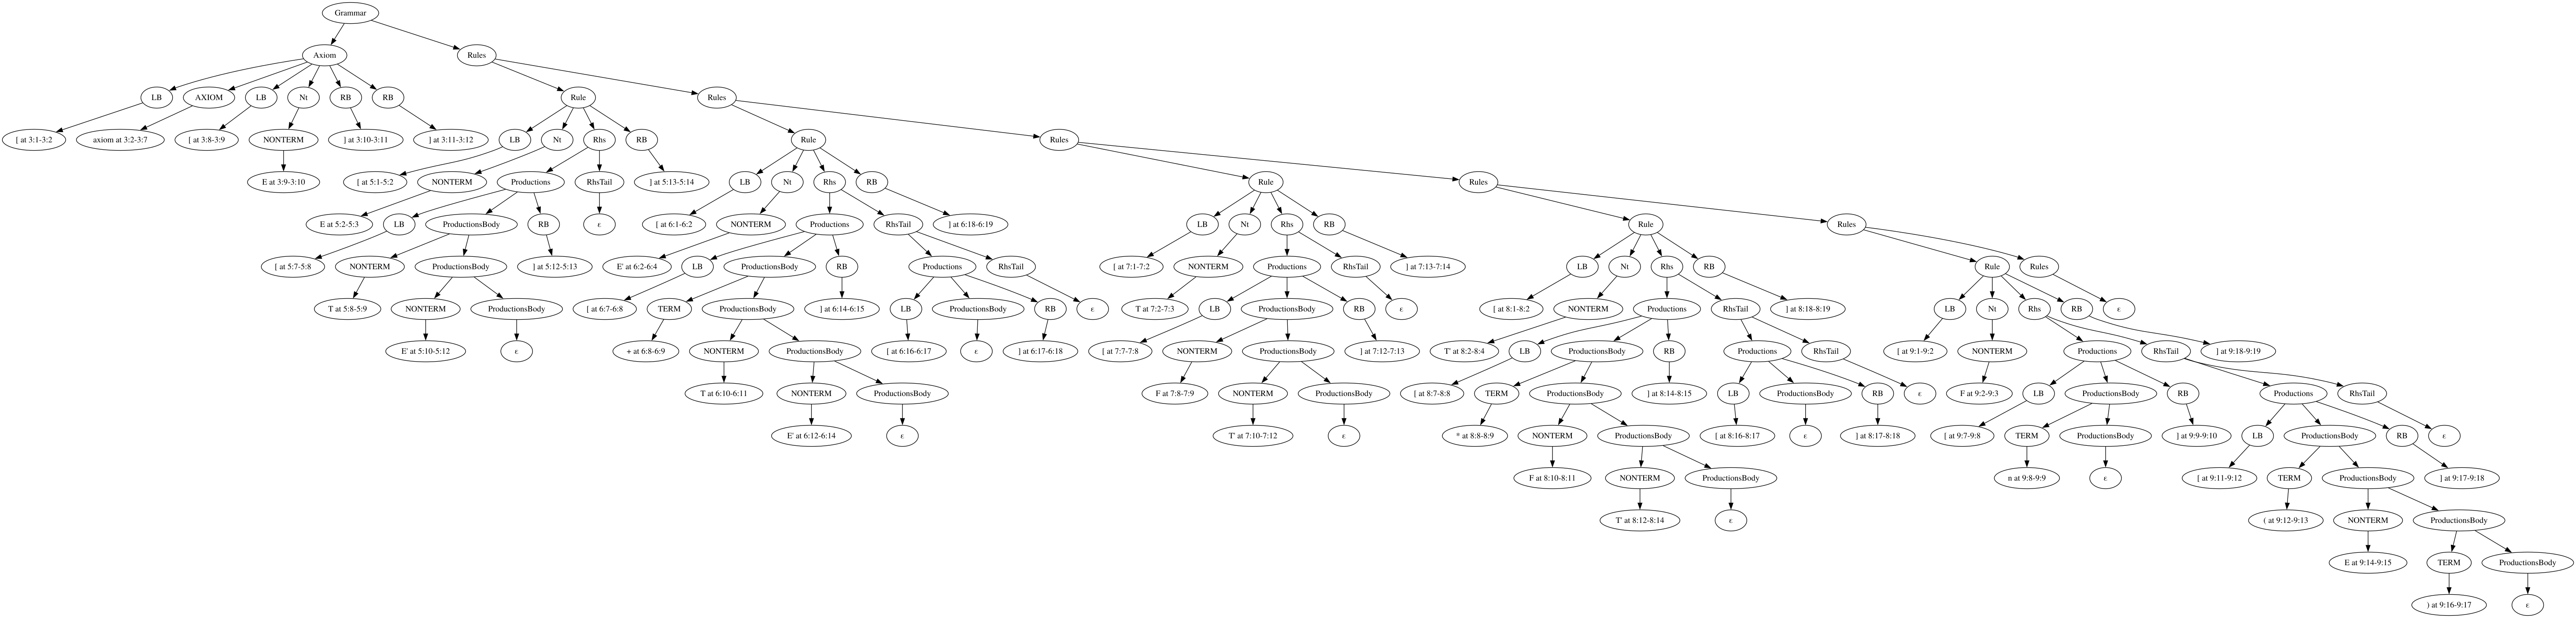 Grammar
Axiom Rules
LB AXIOM LB Nt RB RB Rule Rules
[ at 3:1-3:2 axiom at 3:2-3:7 [ at 3:8-3:9 NONTERM ] at 3:10-3:11 ] at 3:11-3:12 LB Nt Rhs RB Rule Rules
E at 3:9-3:10 [ at 5:1-5:2 NONTERM Productions RhsTail ] at 5:13-5:14 LB Nt Rhs RB Rule Rules
E at 5:2-5:3 LB ProductionsBody RB ε [ at 6:1-6:2 NONTERM Productions RhsTail ] at 6:18-6:19 LB Nt Rhs RB Rule Rules
[ at 5:7-5:8 NONTERM ProductionsBody ] at 5:12-5:13 E' at 6:2-6:4 LB ProductionsBody RB Productions RhsTail [ at 7:1-7:2 NONTERM Productions RhsTail ] at 7:13-7:14 LB Nt Rhs RB Rule Rules
T at 5:8-5:9 NONTERM ProductionsBody [ at 6:7-6:8 TERM ProductionsBody ] at 6:14-6:15 LB ProductionsBody RB ε T at 7:2-7:3 LB ProductionsBody RB ε [ at 8:1-8:2 NONTERM Productions RhsTail ] at 8:18-8:19 LB Nt Rhs RB ε
E' at 5:10-5:12 ε + at 6:8-6:9 NONTERM ProductionsBody [ at 6:16-6:17 ε ] at 6:17-6:18 [ at 7:7-7:8 NONTERM ProductionsBody ] at 7:12-7:13 T' at 8:2-8:4 LB ProductionsBody RB Productions RhsTail [ at 9:1-9:2 NONTERM Productions RhsTail ] at 9:18-9:19
T at 6:10-6:11 NONTERM ProductionsBody F at 7:8-7:9 NONTERM ProductionsBody [ at 8:7-8:8 TERM ProductionsBody ] at 8:14-8:15 LB ProductionsBody RB ε F at 9:2-9:3 LB ProductionsBody RB Productions RhsTail
E' at 6:12-6:14 ε T' at 7:10-7:12 ε * at 8:8-8:9 NONTERM ProductionsBody [ at 8:16-8:17 ε ] at 8:17-8:18 [ at 9:7-9:8 TERM ProductionsBody ] at 9:9-9:10 LB ProductionsBody RB ε
F at 8:10-8:11 NONTERM ProductionsBody n at 9:8-9:9 ε [ at 9:11-9:12 TERM ProductionsBody ] at 9:17-9:18
T' at 8:12-8:14 ε ( at 9:12-9:13 NONTERM ProductionsBody
E at 9:14-9:15 TERM ProductionsBody
) at 9:16-9:17 ε